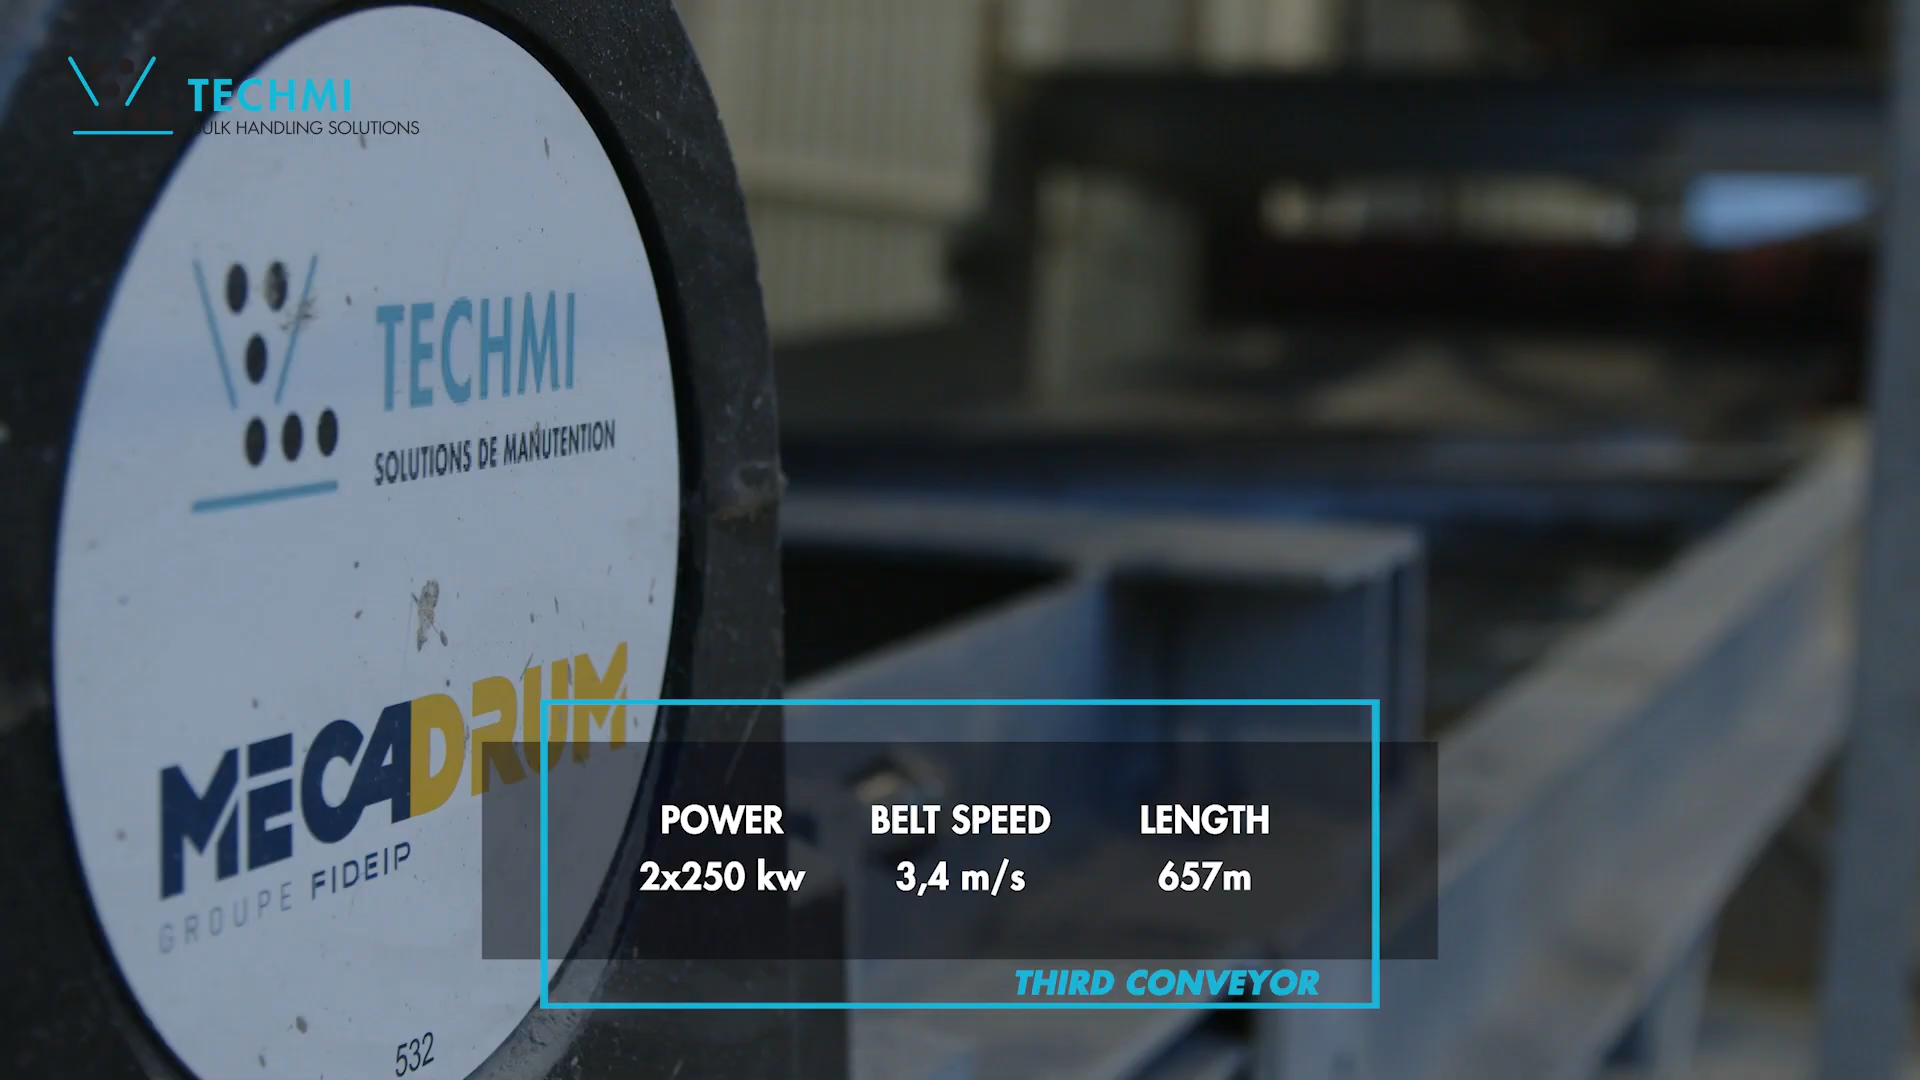 TECHMI
BULK HANDLING SOLUTIONS
TECHMI
SOLUTIONS DE MANUTENTION
MECADRUM
GROUPE FIDEIP
532
POWER BELT SPEED LENGTH
2x250 kw 3,4 m/s 657m
THIRD CONVEYOR